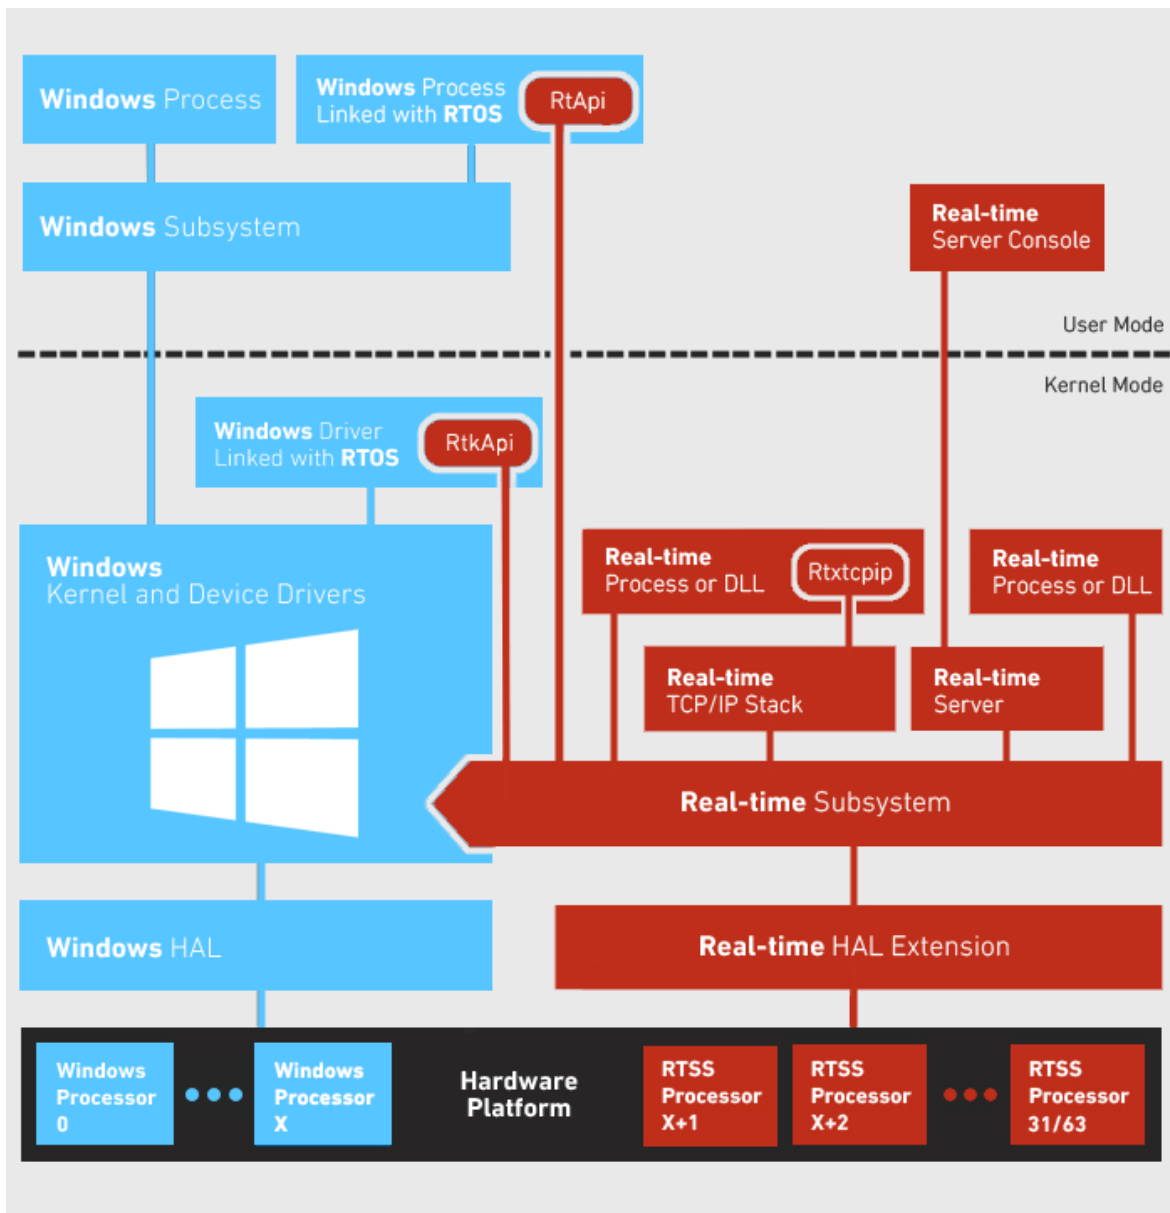 Windows Process
Windows Process
Linked with RTOS
RtApi
Windows Subsystem
Real-time
Server Console
User Mode
Kernel Mode
Windows Driver
Linked with RTOS
RtkApi
Windows
Kernel and Device Drivers
Real-time
Process or DLL
Rtxtcpip
Real-time
Process or DLL
Real-time
TCP/IP Stack
Real-time
Server
Real-time Subsystem
Windows HAL
Real-time HAL Extension
Windows
Processor
0
Windows
Processor
X
Hardware
Platform
RTSS
Processor
X+1
RTSS
Processor
X+2
RTSS
Processor
31/63